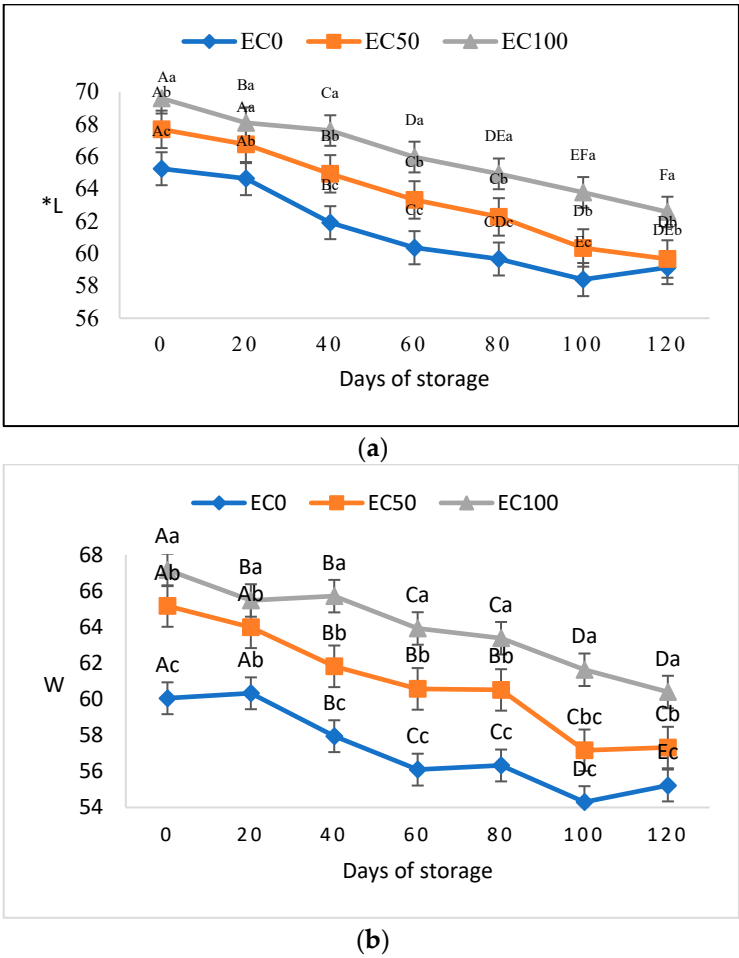 EC0 EC50 EC100
70
68
66
64
62
60
58
56
*L
Aa Ba Ca Da DEa EFa Fa
Ab Aa Bb Cb Cb Db Db
Ac Ab Bc Cc CDc Ec DEb
0 20 40 60 80 100 120
Days of storage
(a)
EC0 EC50 EC100
68
66
64
62
60
58
56
54
W
Aa Ba Ba Ca Ca Da Da
Ab Ab Bb Bb Bb Cbc Cb
Ac Ab Bc Cc Cc Dc Ec
0 20 40 60 80 100 120
Days of storage
(b)